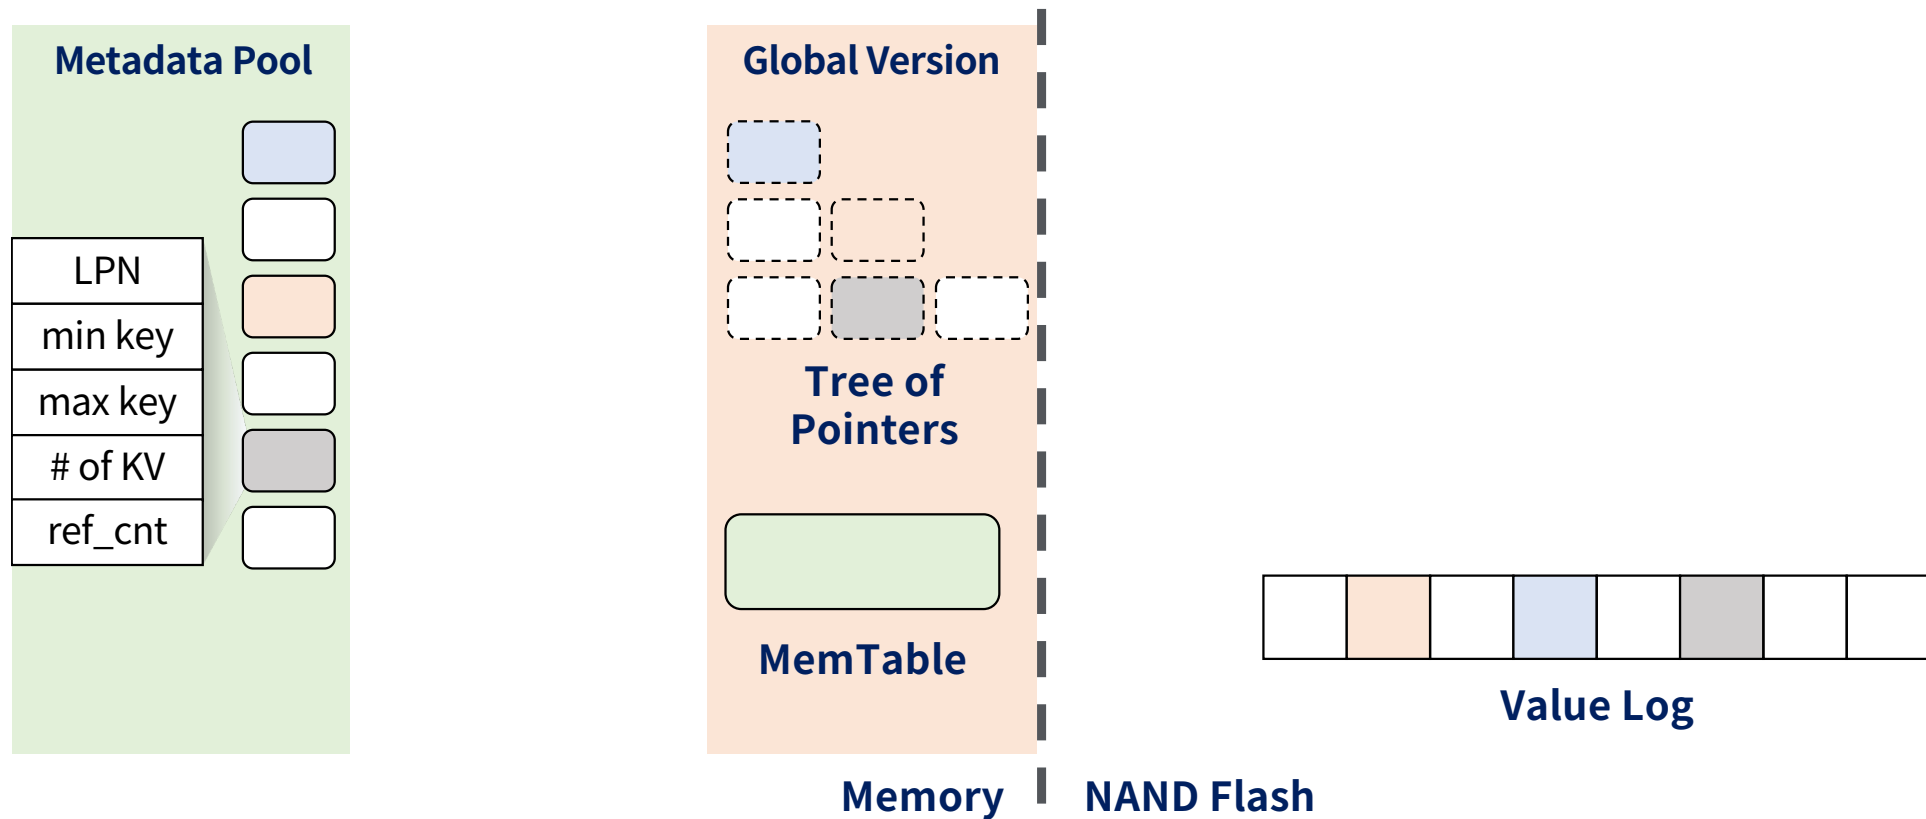 Metadata Pool
LPN
min key
max key
# of KV
ref_cnt
Global Version
Tree of
Pointers
MemTable
Memory
NAND Flash
Value Log